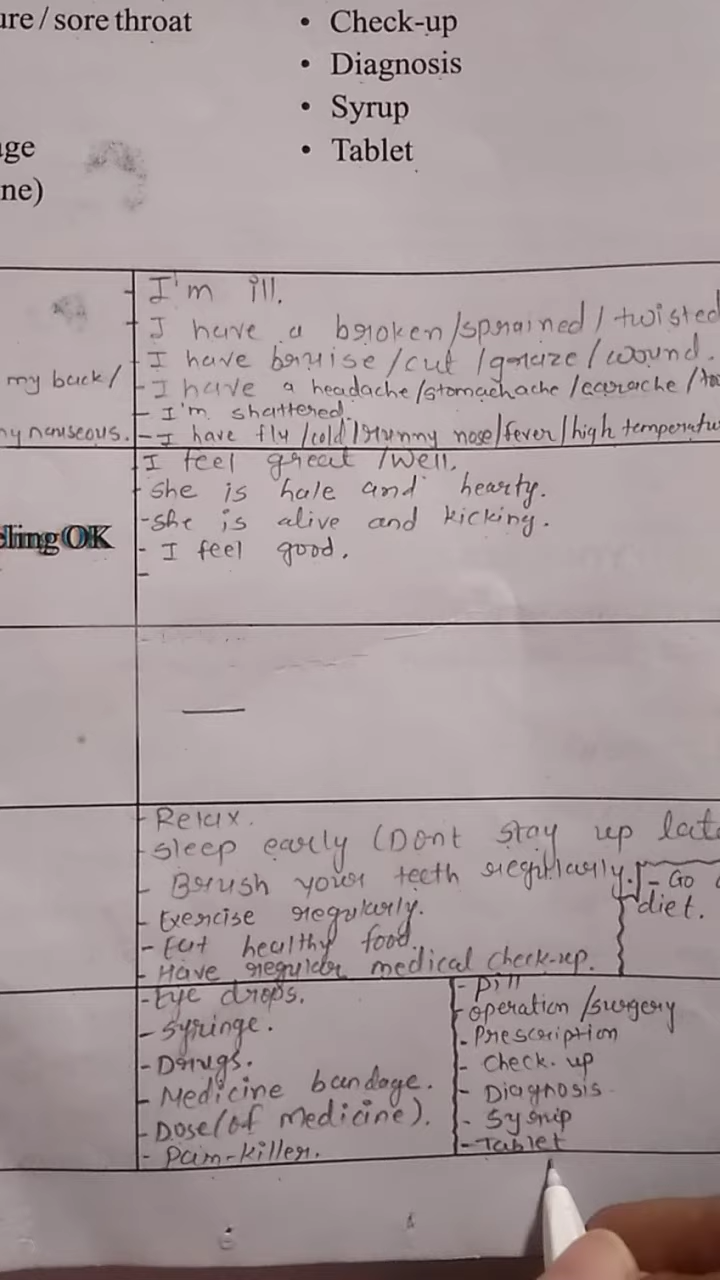 ure / sore throat
• Check-up
• Diagnosis
• Syrup
age
• Tablet
ne)
- I'm ill.
- I have a broken/sprained/twisted
- I have bruise/cut/graze/wound.
my back/
- I have a headache/stomachache/earache/
- I'm shattered.
my nauseous.
- I have flu/cold/runny nose/fever/high temperatu
I feel great/well.
- she is hale and hearty.
- she is alive and kicking.
ling OK
- I feel good.
-
—
- Relax.
- sleep early (Dont stay up late
- Brush your teeth regularly.
- Go
diet.
- Exercise regularly.
- Eat healthy food.
- Have regular medical check-up.
- Eye drops.
- Syringe.
- Drugs.
- Medicine bandage.
- Dose(of medicine).
- Pain-killer.
- Pill
- operation/surgery
- Prescription
- Check. up
- Diagnosis
- Syrup
- Tablet